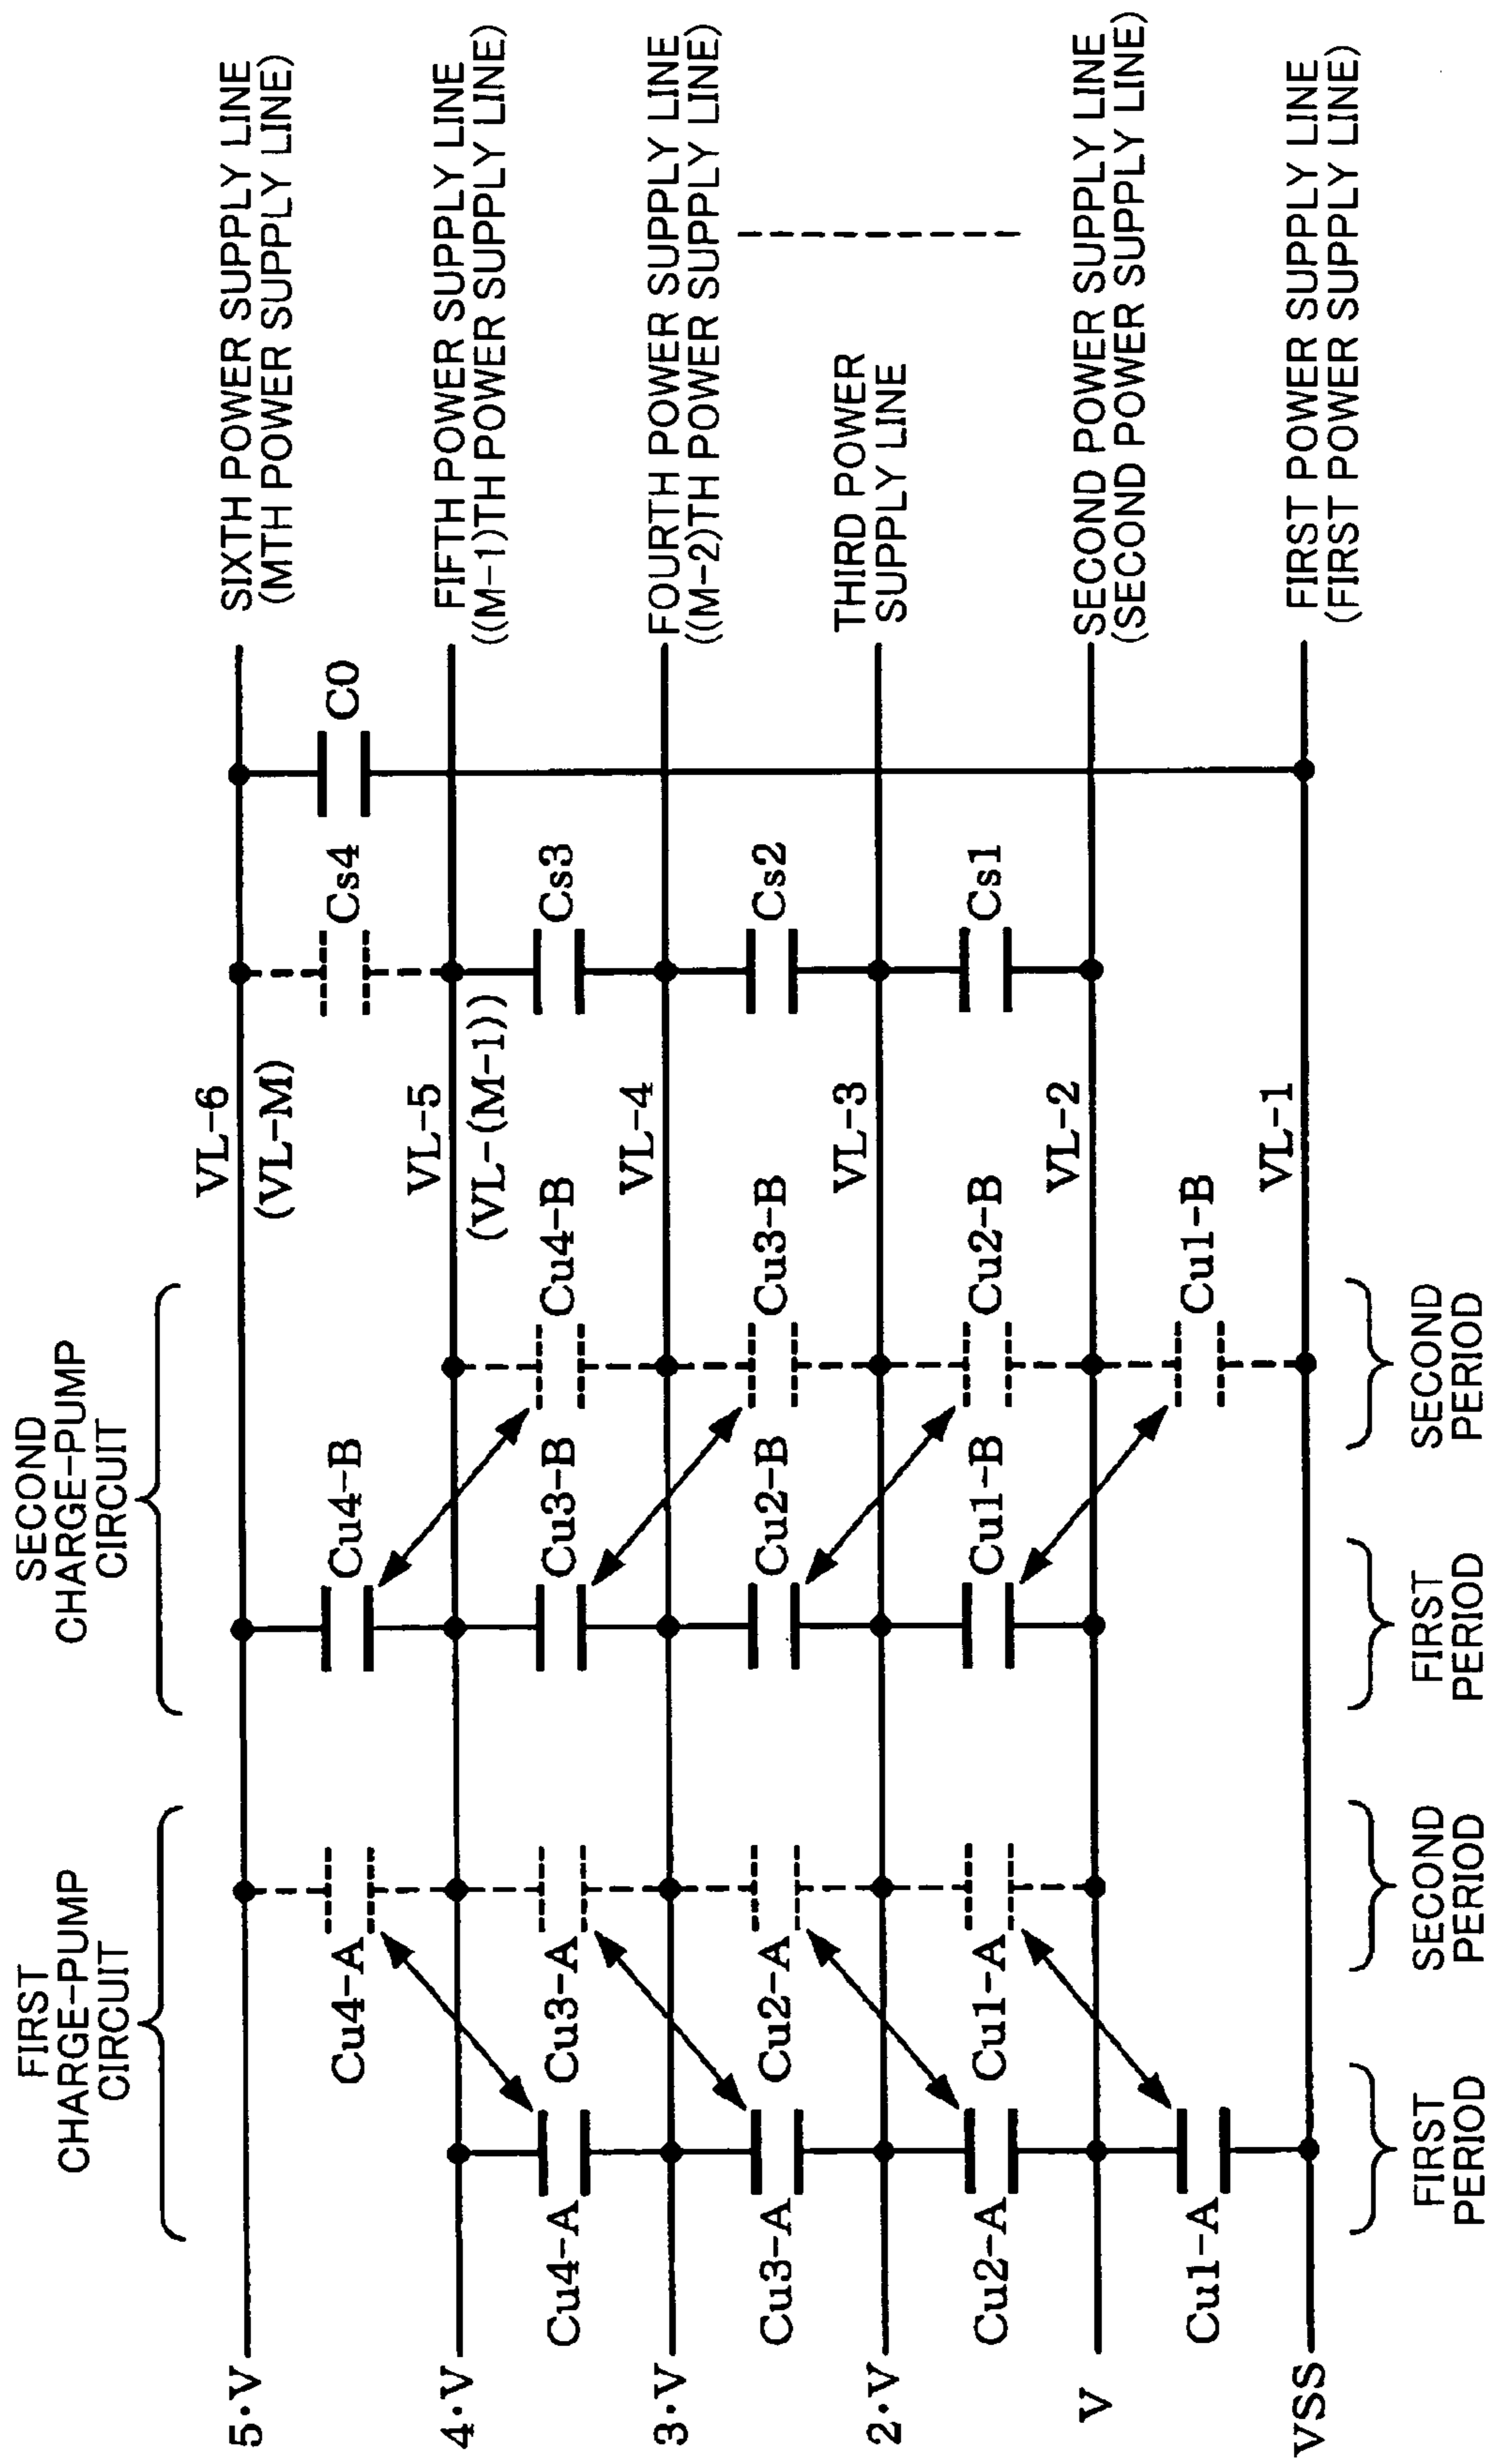 FIRST
CHARGE-PUMP
CIRCUIT
SECOND
CHARGE-PUMP
CIRCUIT
5·V
4·V
3·V
2·V
V
VSS
Cu4-A
Cu3-A
Cu2-A
Cu1-A
Cu4-A
Cu3-A
Cu2-A
Cu1-A
Cu4-B
Cu3-B
Cu2-B
Cu1-B
Cu4-B
Cu3-B
Cu2-B
Cu1-B
VL-6
(VL-M)
VL-5
(VL-(M-1))
VL-4
VL-3
VL-2
VL-1
Cs4
Cs3
Cs2
Cs1
C0
SIXTH POWER SUPPLY LINE
(MTH POWER SUPPLY LINE)
FIFTH POWER SUPPLY LINE
((M-1)TH POWER SUPPLY LINE)
FOURTH POWER SUPPLY LINE
((M-2)TH POWER SUPPLY LINE)
THIRD POWER
SUPPLY LINE
SECOND POWER SUPPLY LINE
(SECOND POWER SUPPLY LINE)
FIRST POWER SUPPLY LINE
(FIRST POWER SUPPLY LINE)
FIRST
PERIOD
SECOND
PERIOD
FIRST
PERIOD
SECOND
PERIOD